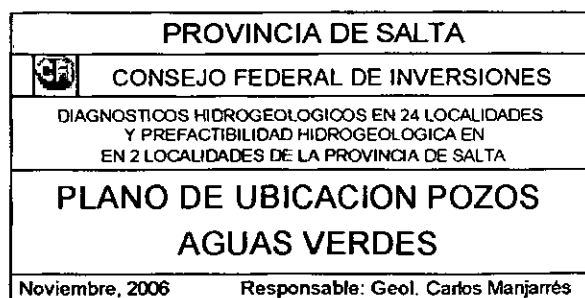 PROVINCIA DE SALTA
CFI
CONSEJO FEDERAL DE INVERSIONES
DIAGNOSTICOS HIDROGEOLOGICOS EN 24 LOCALIDADES
Y PREFACTIBILIDAD HIDROGEOLOGICA EN
EN 2 LOCALIDADES DE LA PROVINCIA DE SALTA
PLANO DE UBICACION POZOS
AGUAS VERDES
Noviembre, 2006 Responsable: Geol. Carlos Manjarrés